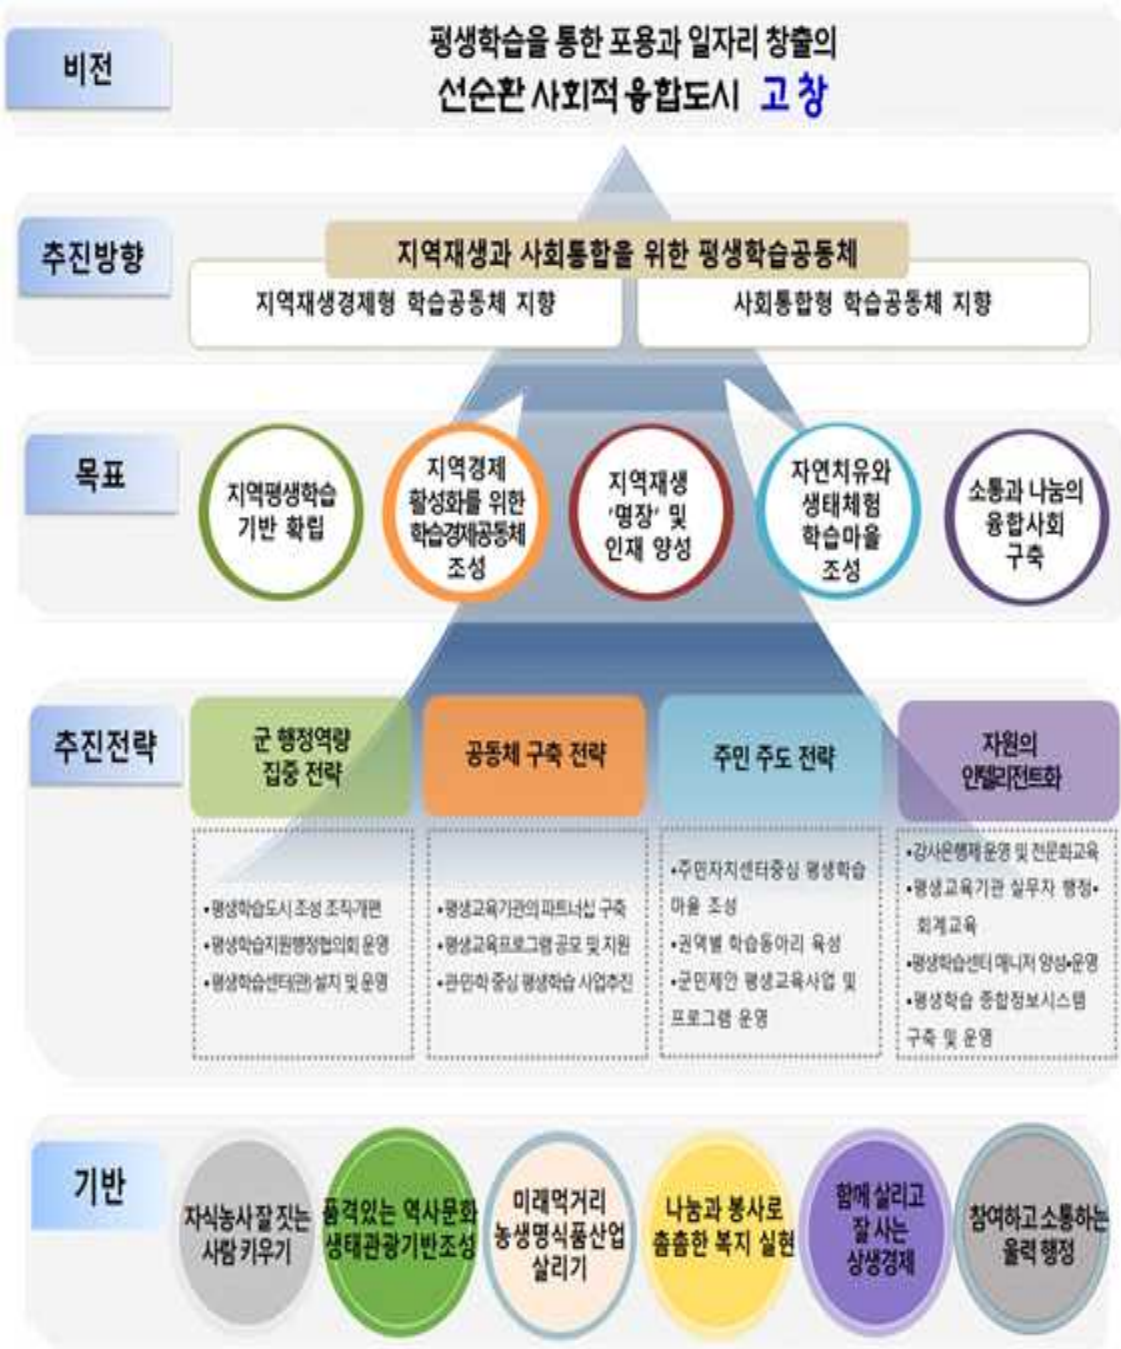 비전
평생학습을 통한 포용과 일자리 창출의
선순환 사회적 융합도시 고창
추진방향
지역재생과 사회통합을 위한 평생학습공동체
지역재생경제형 학습공동체 지향
사회통합형 학습공동체 지향
목표
지역평생학습
기반 확립
지역경제
활성화를 위한
학습경제공동체
조성
지역재생
'명장' 및
인재 양성
자연치유와
생태체험
학습마을
조성
소통과 나눔의
융합사회
구축
추진전략
군 행정역량
집중 전략
•평생학습도시 조성 조직개편
•평생학습지원행정협의회 운영
•평생학습센터(관) 설치 및 운영
공동체 구축 전략
•평생교육기관의 파트너십 구축
•평생교육프로그램 공모 및 지원
•관·민·학 중심 평생학습 사업추진
주민 주도 전략
•주민자치센터중심 평생학습
마을 조성
•권역별 학습동아리 육성
•군민제안 평생교육사업 및
프로그램 운영
자원의
인텔리전트화
•강사은행제 운영 및 전문화교육
•평생교육기관 실무자 행정•
회계교육
•평생학습센터 매니저 양성•운영
•평생학습 종합정보시스템
구축 및 운영
기반
자식농사 잘 짓는
사람 키우기
품격있는 역사문화
생태관광기반조성
미래먹거리
농생명식품산업
살리기
나눔과 봉사로
촘촘한 복지 실현
함께 살리고
잘 사는
상생경제
참여하고 소통하는
울력 행정